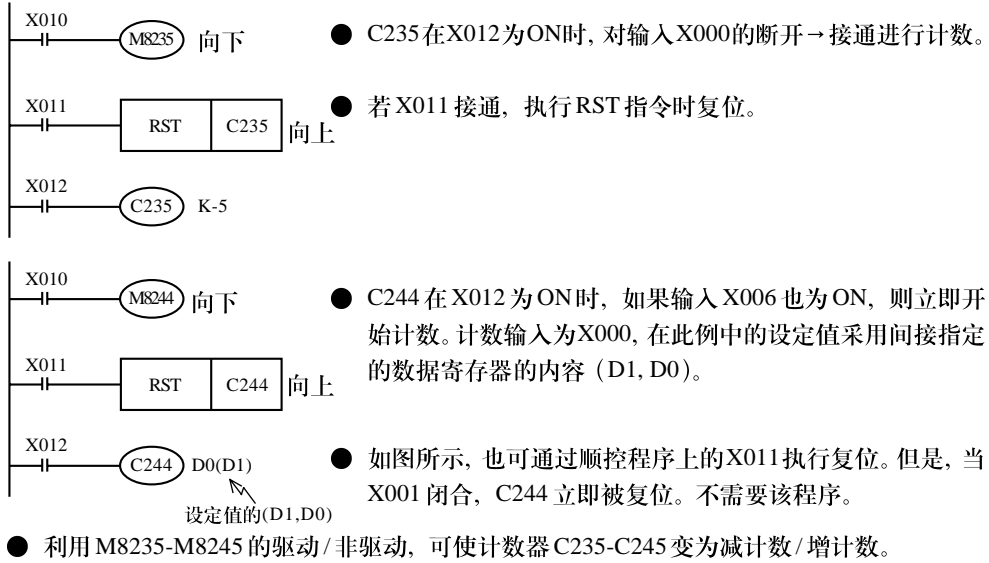 X010
M8235 向下
● C235在X012为ON时, 对输入X000的断开→接通进行计数。
X011
RST C235 向上
● 若X011接通, 执行RST指令时复位。
X012
C235 K-5
X010
M8244 向下
● C244在X012为ON时, 如果输入X006也为ON, 则立即开
始计数。计数输入为X000, 在此例中的设定值采用间接指定
的数据寄存器的内容（D1, D0）。
X011
RST C244 向上
X012
C244 D0(D1)
设定值的(D1,D0)
● 如图所示, 也可通过顺控程序上的X011执行复位。但是, 当
X001闭合, C244立即被复位。不需要该程序。
● 利用M8235-M8245的驱动/非驱动, 可使计数器C235-C245变为减计数/增计数。